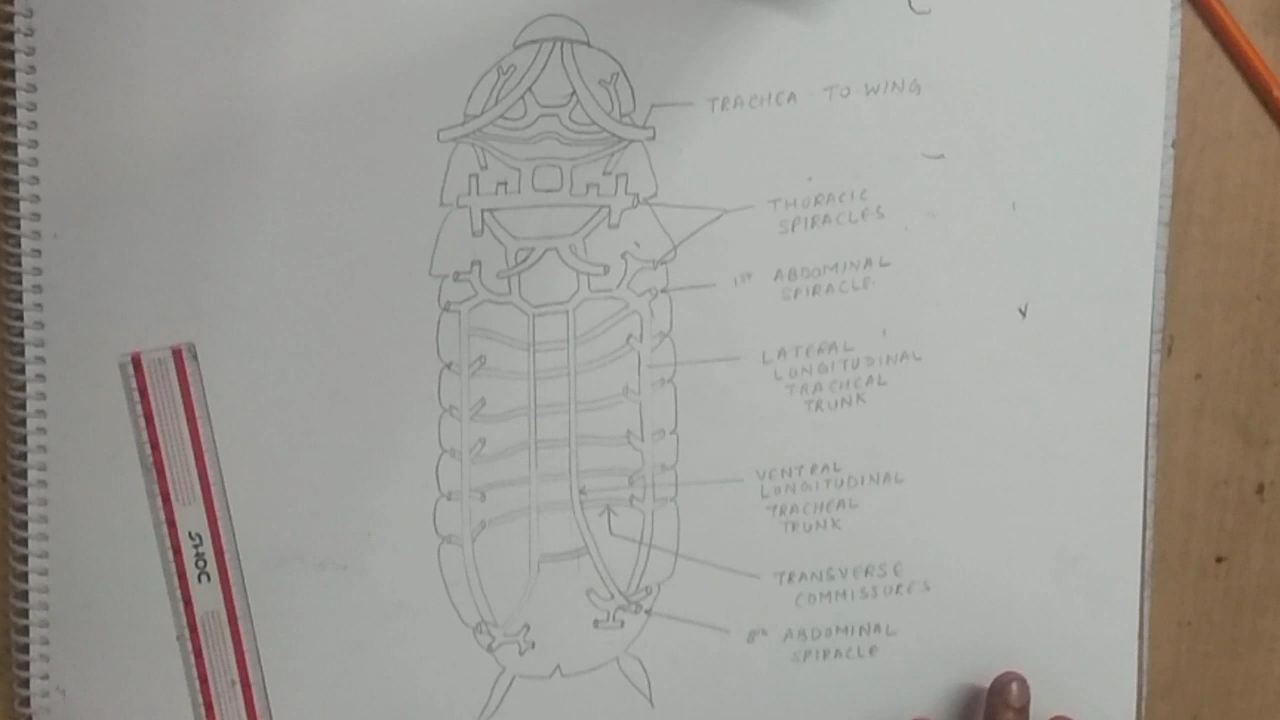 TRACHEA - TO WING
THORACIC
SPIRACLES
1ST ABDOMINAL
SPIRACLE
LATERAL
LONGITUDINAL
TRACHEAL
TRUNK
VENTRAL
LONGITUDINAL
TRACHEAL
TRUNK
TRANSVERSE
COMMISSURES
8th ABDOMINAL
SPIRACLE